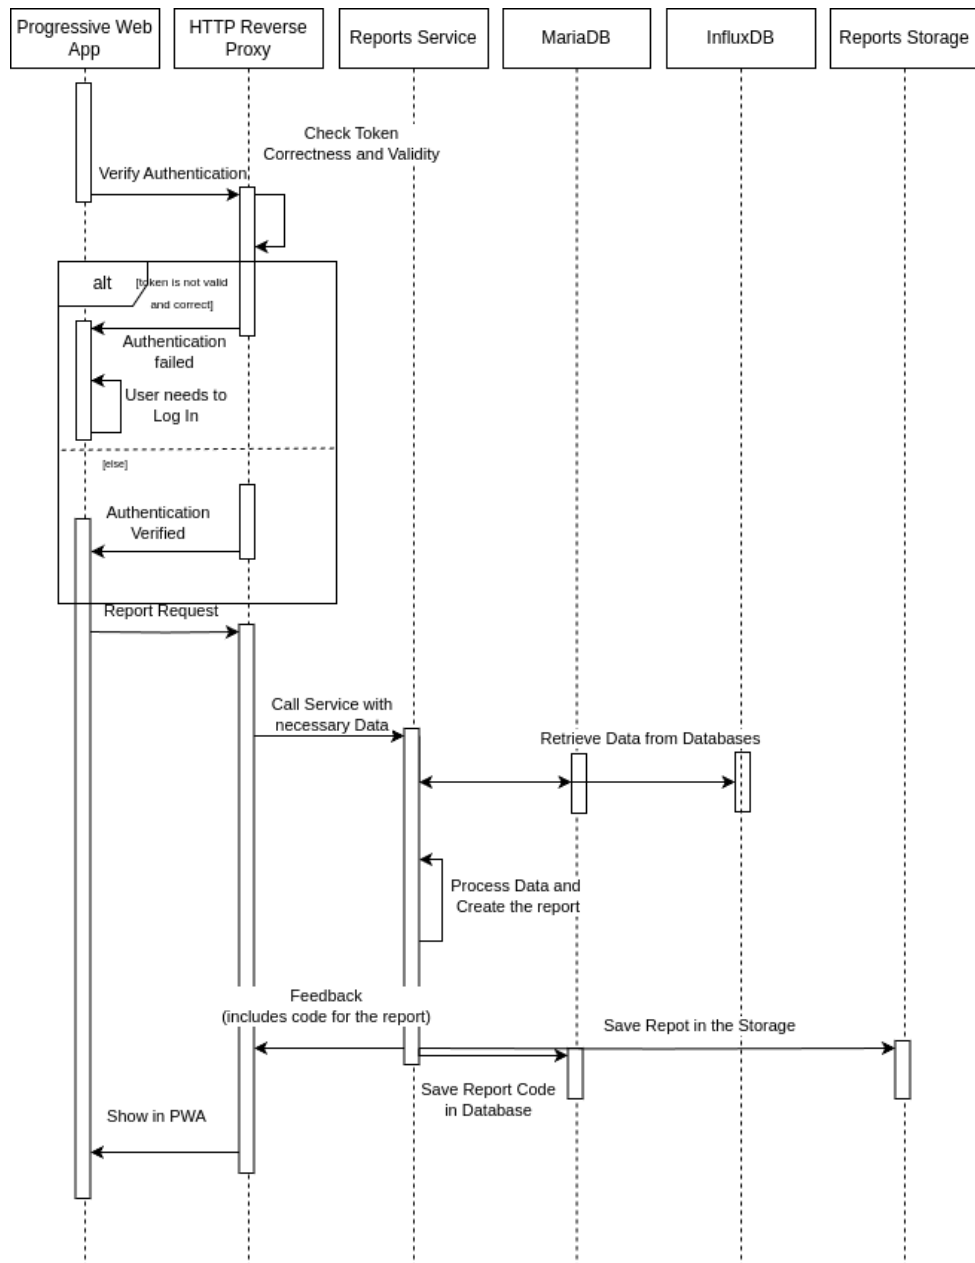 Progressive Web
App
HTTP Reverse
Proxy
Reports Service
MariaDB
InfluxDB
Reports Storage
Check Token
Correctness and Validity
Verify Authentication
alt
[token is not valid
and correct]
Authentication
failed
User needs to
Log In
[else]
Authentication
Verified
Report Request
Call Service with
necessary Data
Retrieve Data from Databases
Process Data and
Create the report
Feedback
(includes code for the report)
Save Repot in the Storage
Save Report Code
in Database
Show in PWA